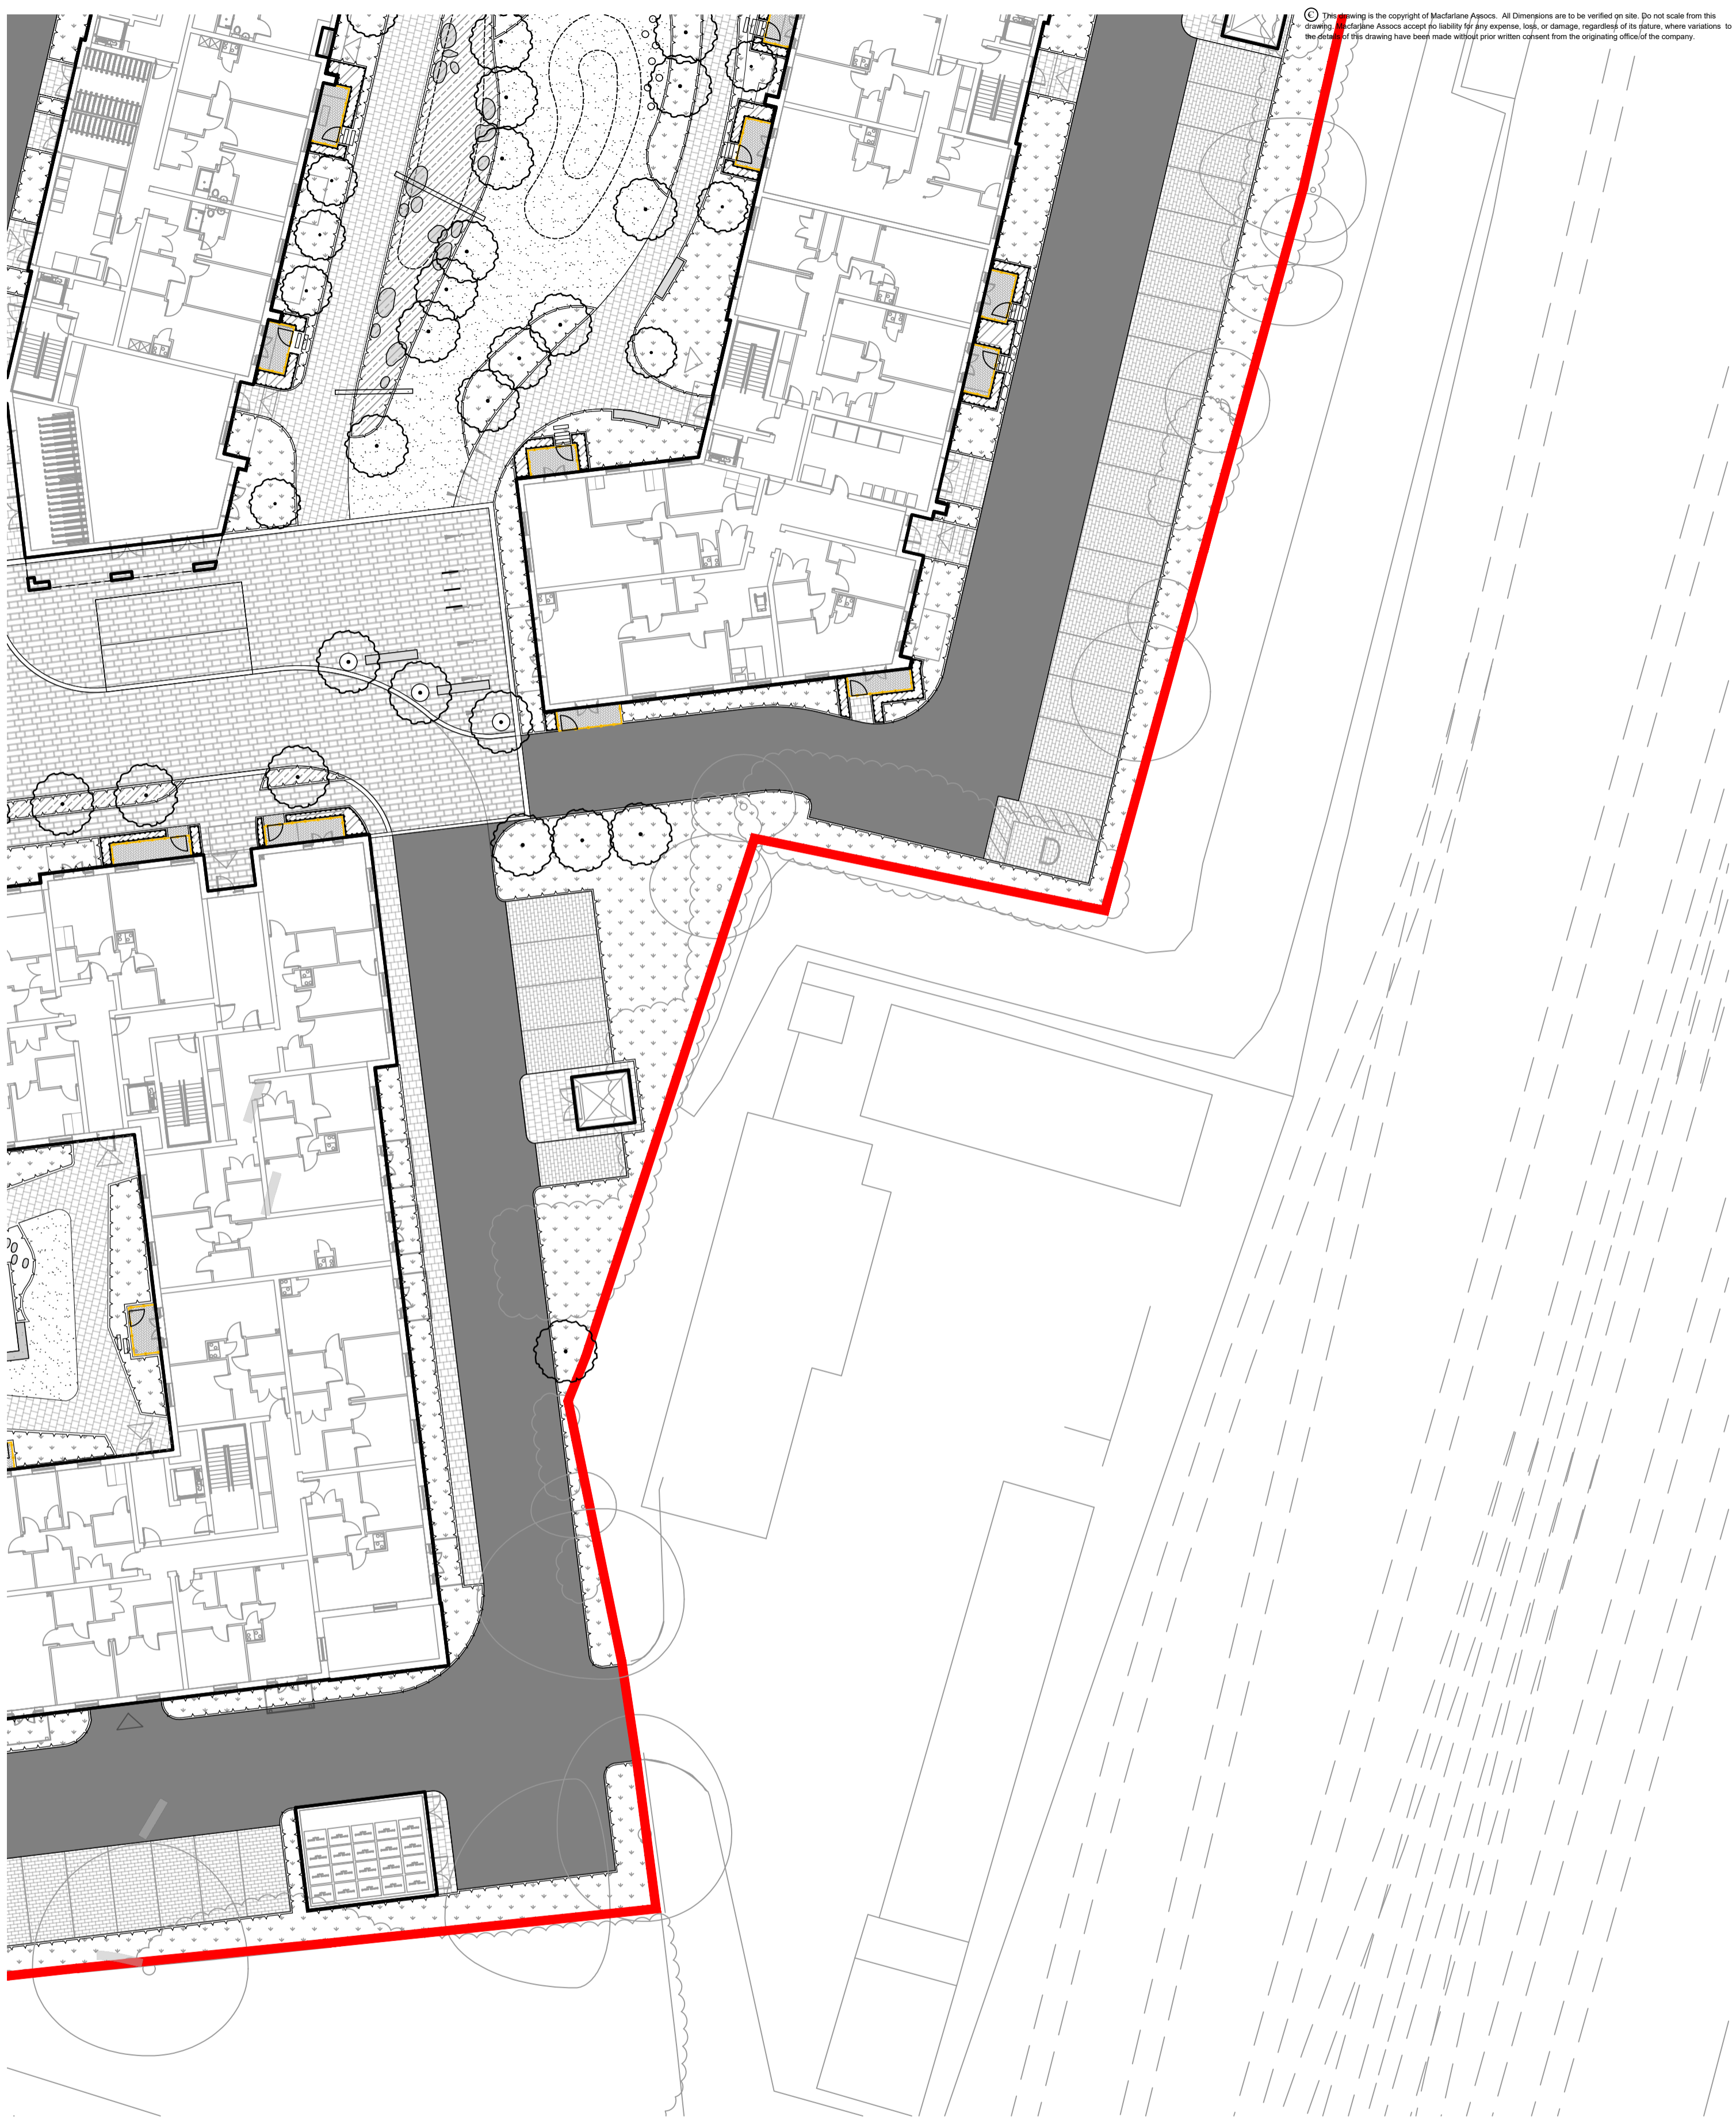 © This drawing is the copyright of Macfarlane Assocs. All Dimensions are to be verified on site. Do not scale from this
drawing. Macfarlane Assocs accept no liability for any expense, loss, or damage, regardless of its nature, where variations to
the details of this drawing have been made without prior written consent from the originating office of the company.
D